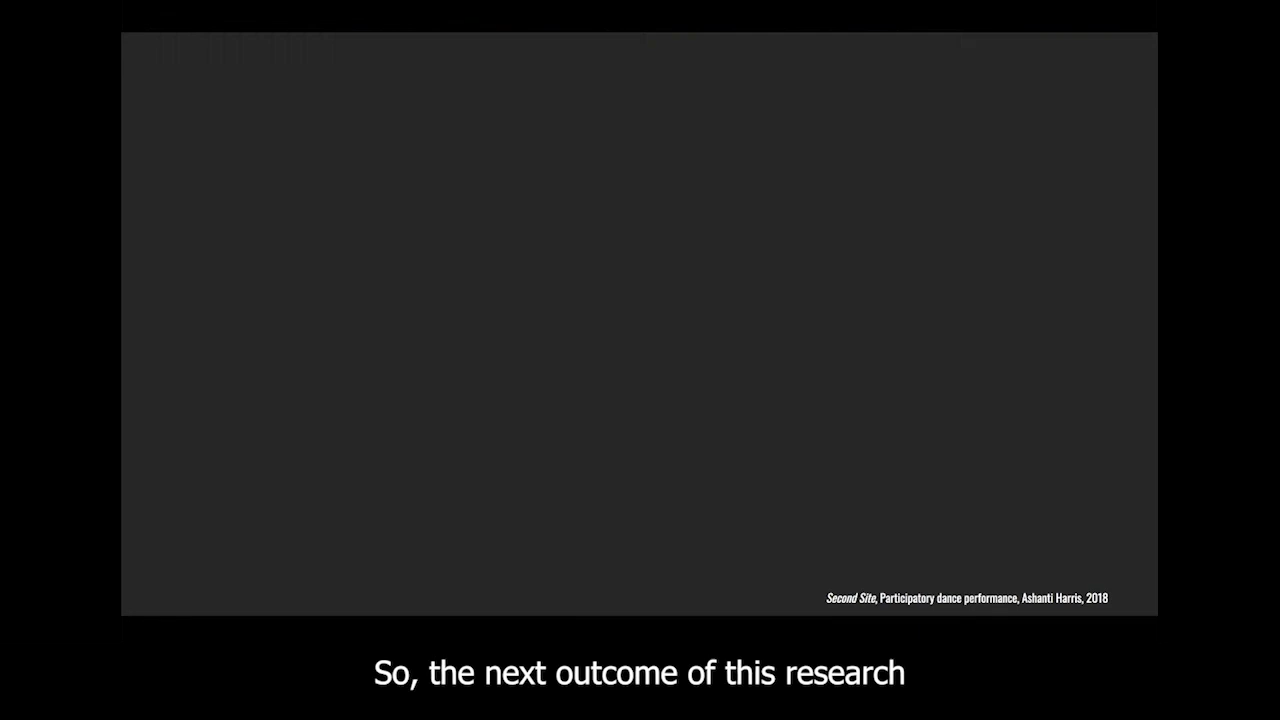 Second Site, Participatory dance performance, Ashanti Harris, 2018
So, the next outcome of this research